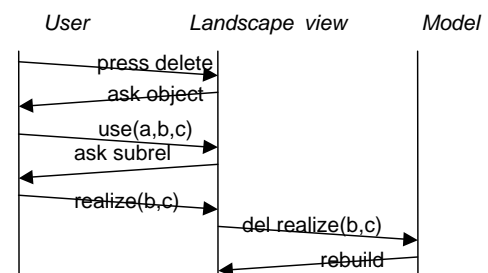 User Landscape view Model
press delete
ask object
use(a,b,c)
ask subrel
realize(b,c)
del realize(b,c)
rebuild